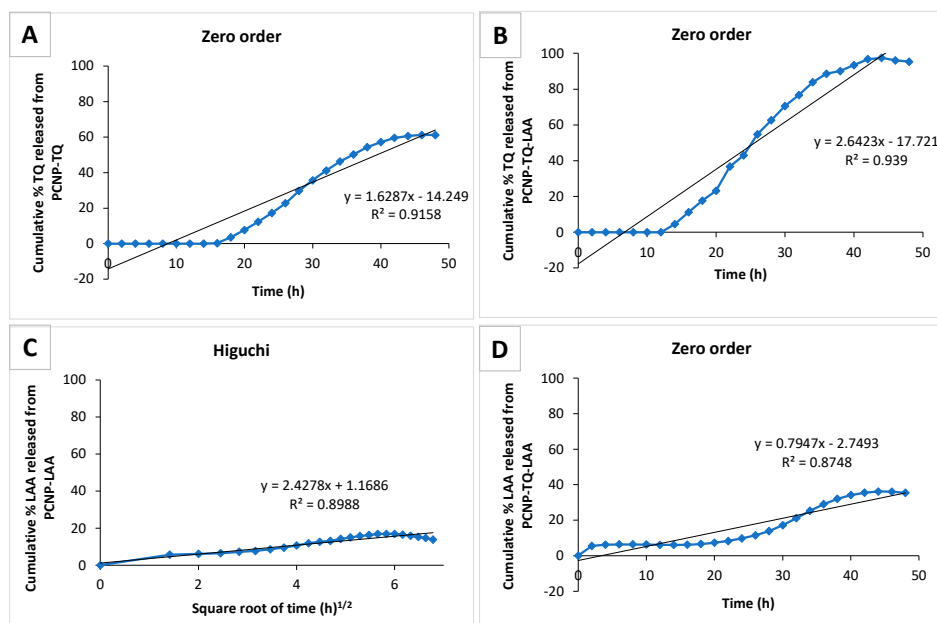 A
Zero order
Cumulative % TQ released from
PCNP-TQ
100
80
60
40
20
0
-20
0 10 20 30 40 50
y = 1.6287x - 14.249
R² = 0.9158
Time (h)
B
Zero order
Cumulative % TQ released from
PCNP-TQ-LAA
100
80
60
40
20
0
-20
0 10 20 30 40 50
y = 2.6423x - 17.721
R² = 0.939
Time (h)
C
Higuchi
Cumulative % LAA released from
PCNP-LAA
100
80
60
40
20
0
0 2 4 6
y = 2.4278x + 1.1686
R² = 0.8988
Square root of time (h)¹/²
D
Zero order
Cumulative % LAA released from
PCNP-TQ-LAA
100
80
60
40
20
0
-20
0 10 20 30 40 50
y = 0.7947x - 2.7493
R² = 0.8748
Time (h)